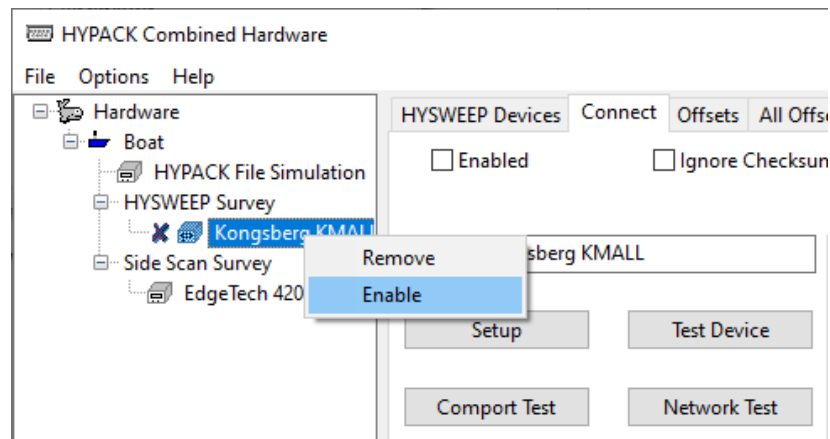 HYPACK Combined Hardware
File Options Help
Hardware
Boat
HYPACK File Simulation
HYSWEEP Survey
Kongsberg KMALL
Side Scan Survey
EdgeTech 420
Remove
Enable
HYSWEEP Devices Connect Offsets All Offs
Enabled Ignore Checksum
sberg KMALL
Setup Test Device
Comport Test Network Test